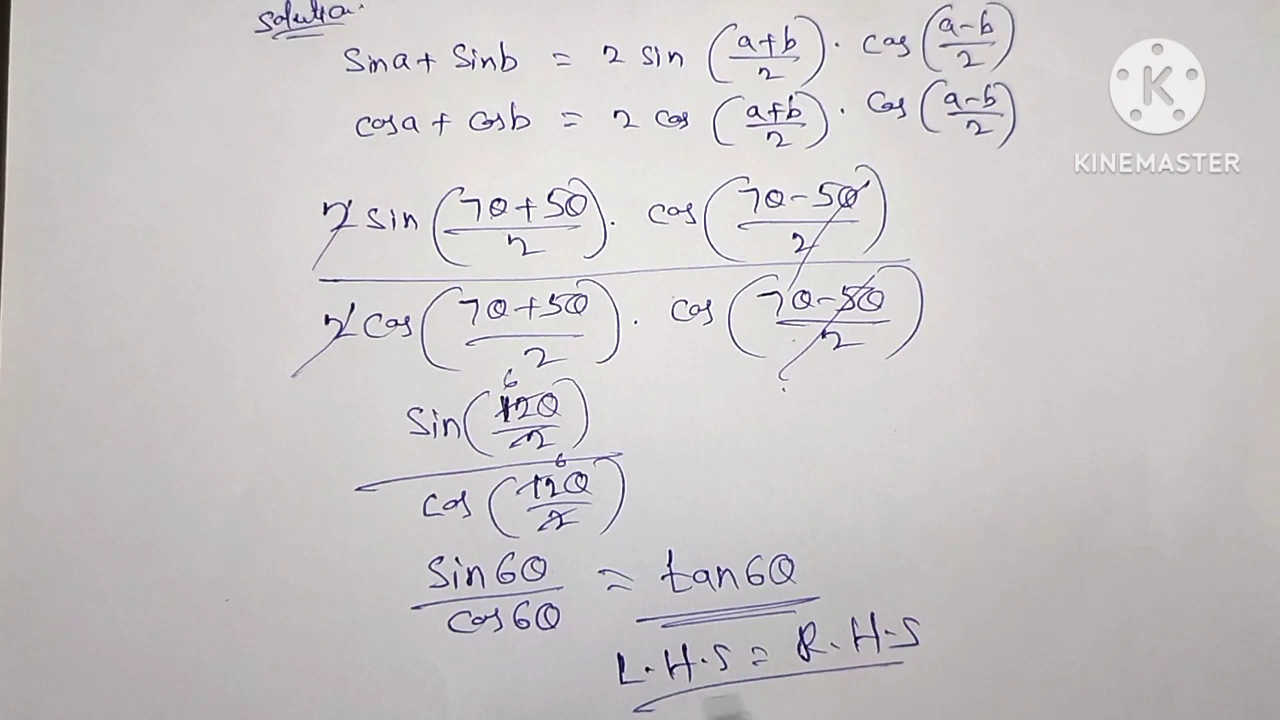 Solution.
Sina + Sinb = 2 sin (a+b/2) . cos (a-b/2)
cosa + cosb = 2 cos (a+b/2) . cos (a-b/2)
K
KINEMASTER
2 sin (7θ+5θ/2) . cos (7θ-5θ/2)
2 cos (7θ+5θ/2) . cos (7θ-5θ/2)
6
sin (12θ/2)
6
cos (12θ/2)
sin6θ/cos6θ = tan6θ
L.H.S = R.H.S